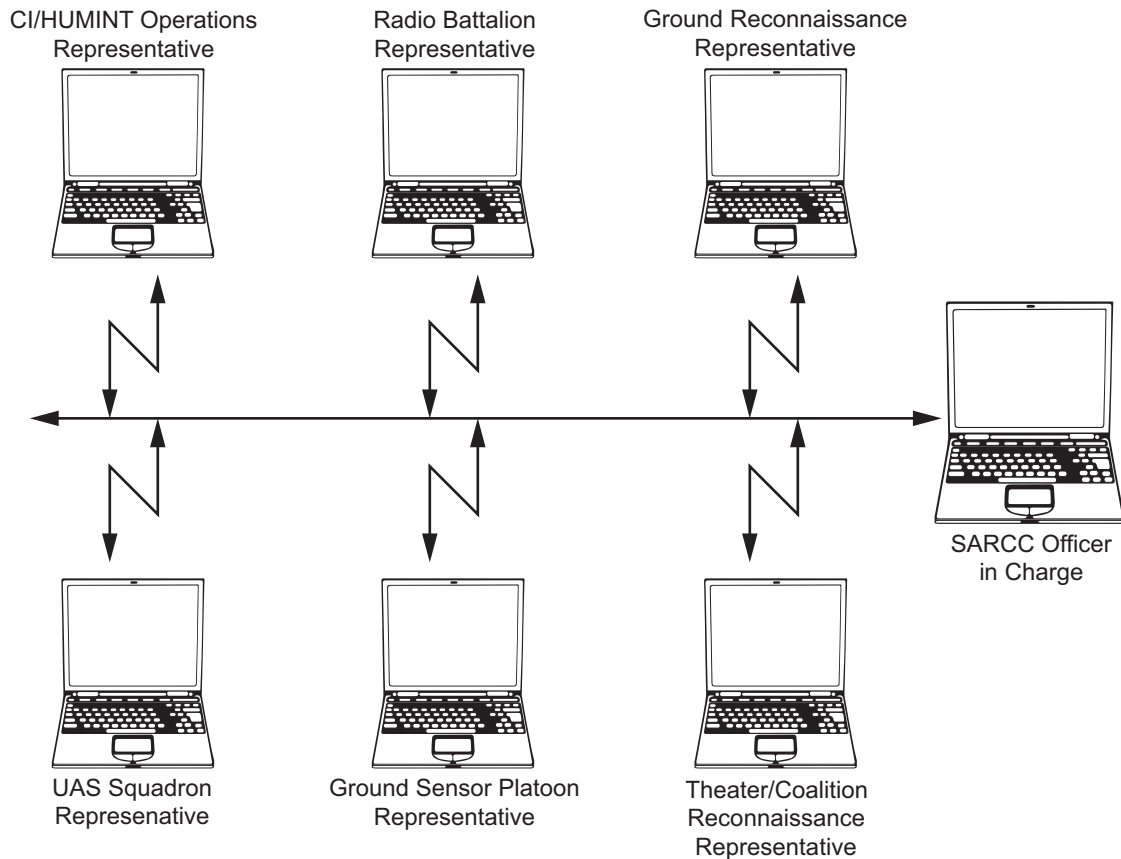 CI/HUMINT Operations
Representative
Radio Battalion
Representative
Ground Reconnaissance
Representative
SARCC Officer
in Charge
UAS Squadron
Represenative
Ground Sensor Platoon
Representative
Theater/Coalition
Reconnaissance
Representative